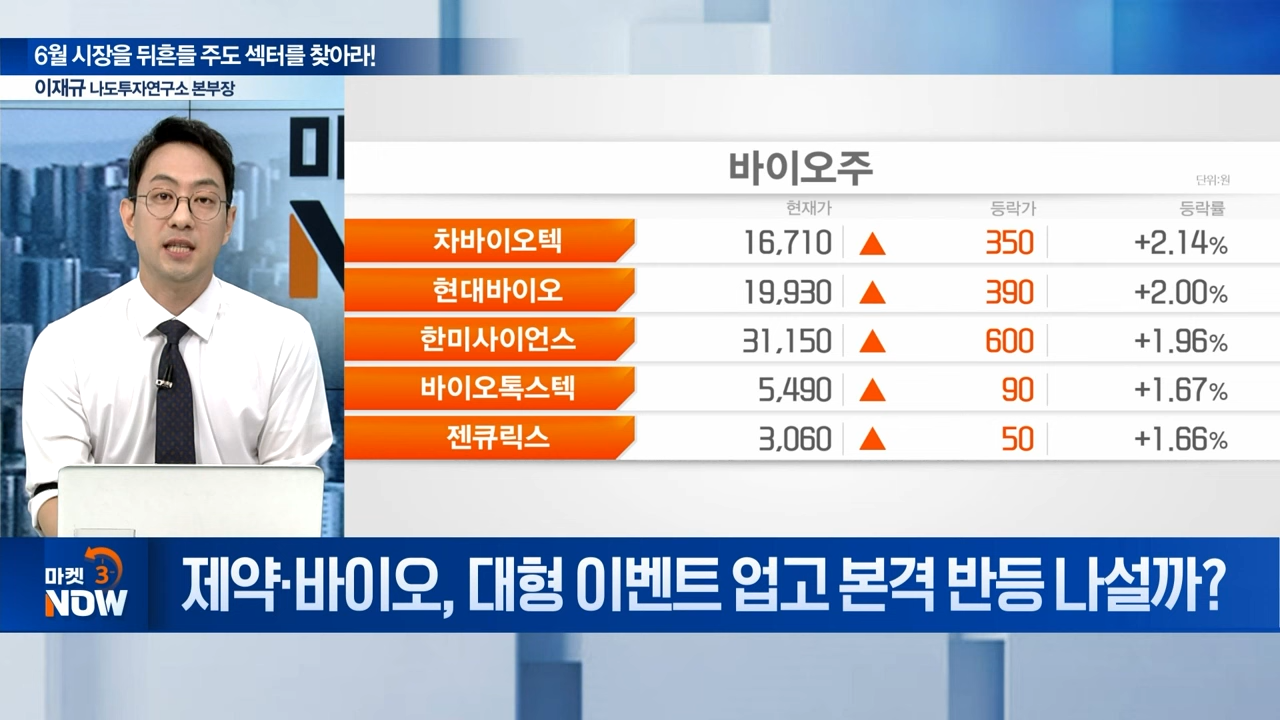 6월 시장을 뒤흔들 주도 섹터를 찾아라!
이재규 나도투자연구소 본부장
바이오주
단위:원
현재가 등락가 등락률
차바이오텍 16,710 ▲ 350 +2.14%
현대바이오 19,930 ▲ 390 +2.00%
한미사이언스 31,150 ▲ 600 +1.96%
바이오톡스텍 5,490 ▲ 90 +1.67%
젠큐릭스 3,060 ▲ 50 +1.66%
마켓 3
NOW
제약·바이오, 대형 이벤트 업고 본격 반등 나설까?